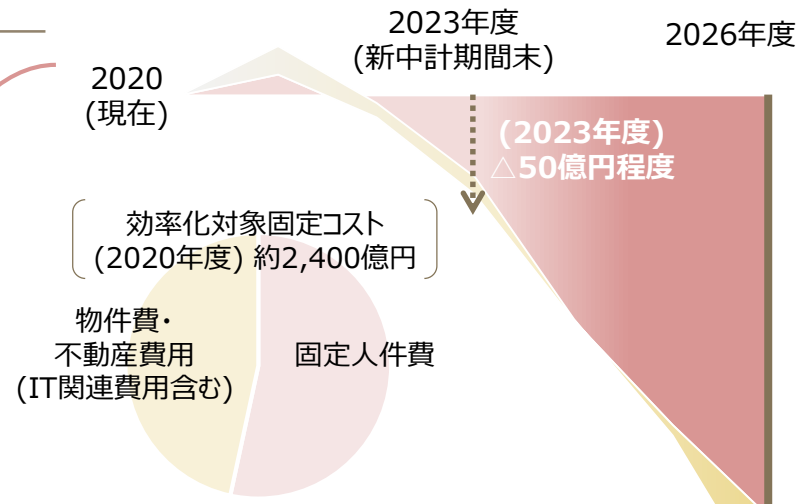 2020
(現在)
2023年度
(新中計期間末)
2026年度
(2023年度)
△50億円程度
効率化対象固定コスト
(2020年度) 約2,400億円
物件費・
不動産費用
(IT関連費用含む)
固定人件費